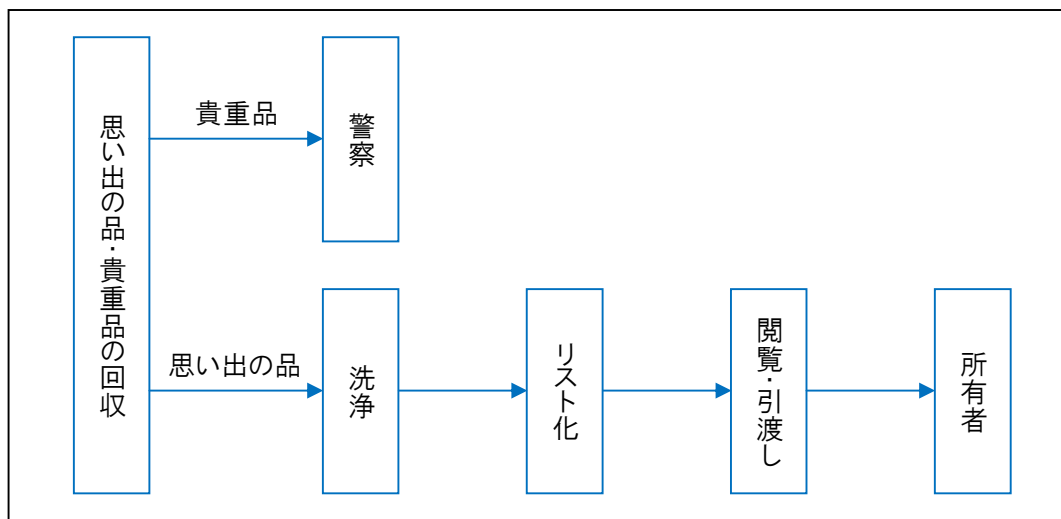 思い出の品・貴重品の回収
貴重品
警察
思い出の品
洗浄
リスト化
閲覧・引渡し
所有者